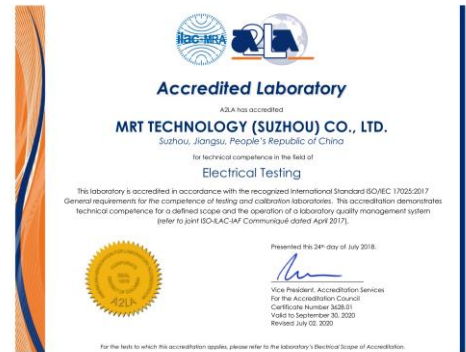 ilac-MRA
A2LA
Accredited Laboratory
A2LA has accredited
MRT TECHNOLOGY (SUZHOU) CO., LTD.
Suzhou, Jiangsu, People's Republic of China
for technical competence in the field of
Electrical Testing
This laboratory is accredited in accordance with the recognized International Standard ISO/IEC 17025:2017
General requirements for the competence of testing and calibration laboratories. This accreditation demonstrates
technical competence for a defined scope and the operation of a laboratory quality management system
(refer to joint ISO-ILAC-IAF Communiqué dated April 2017).
Presented this 24th day of July 2018.
CORPORATE
SEAL
1978
A2LA
Vice President, Accreditation Services
For the Accreditation Council
Certificate Number 3628.01
Valid to September 30, 2020
Revised July 02, 2020
For the tests to which this accreditation applies, please refer to the laboratory's Electrical Scope of Accreditation.